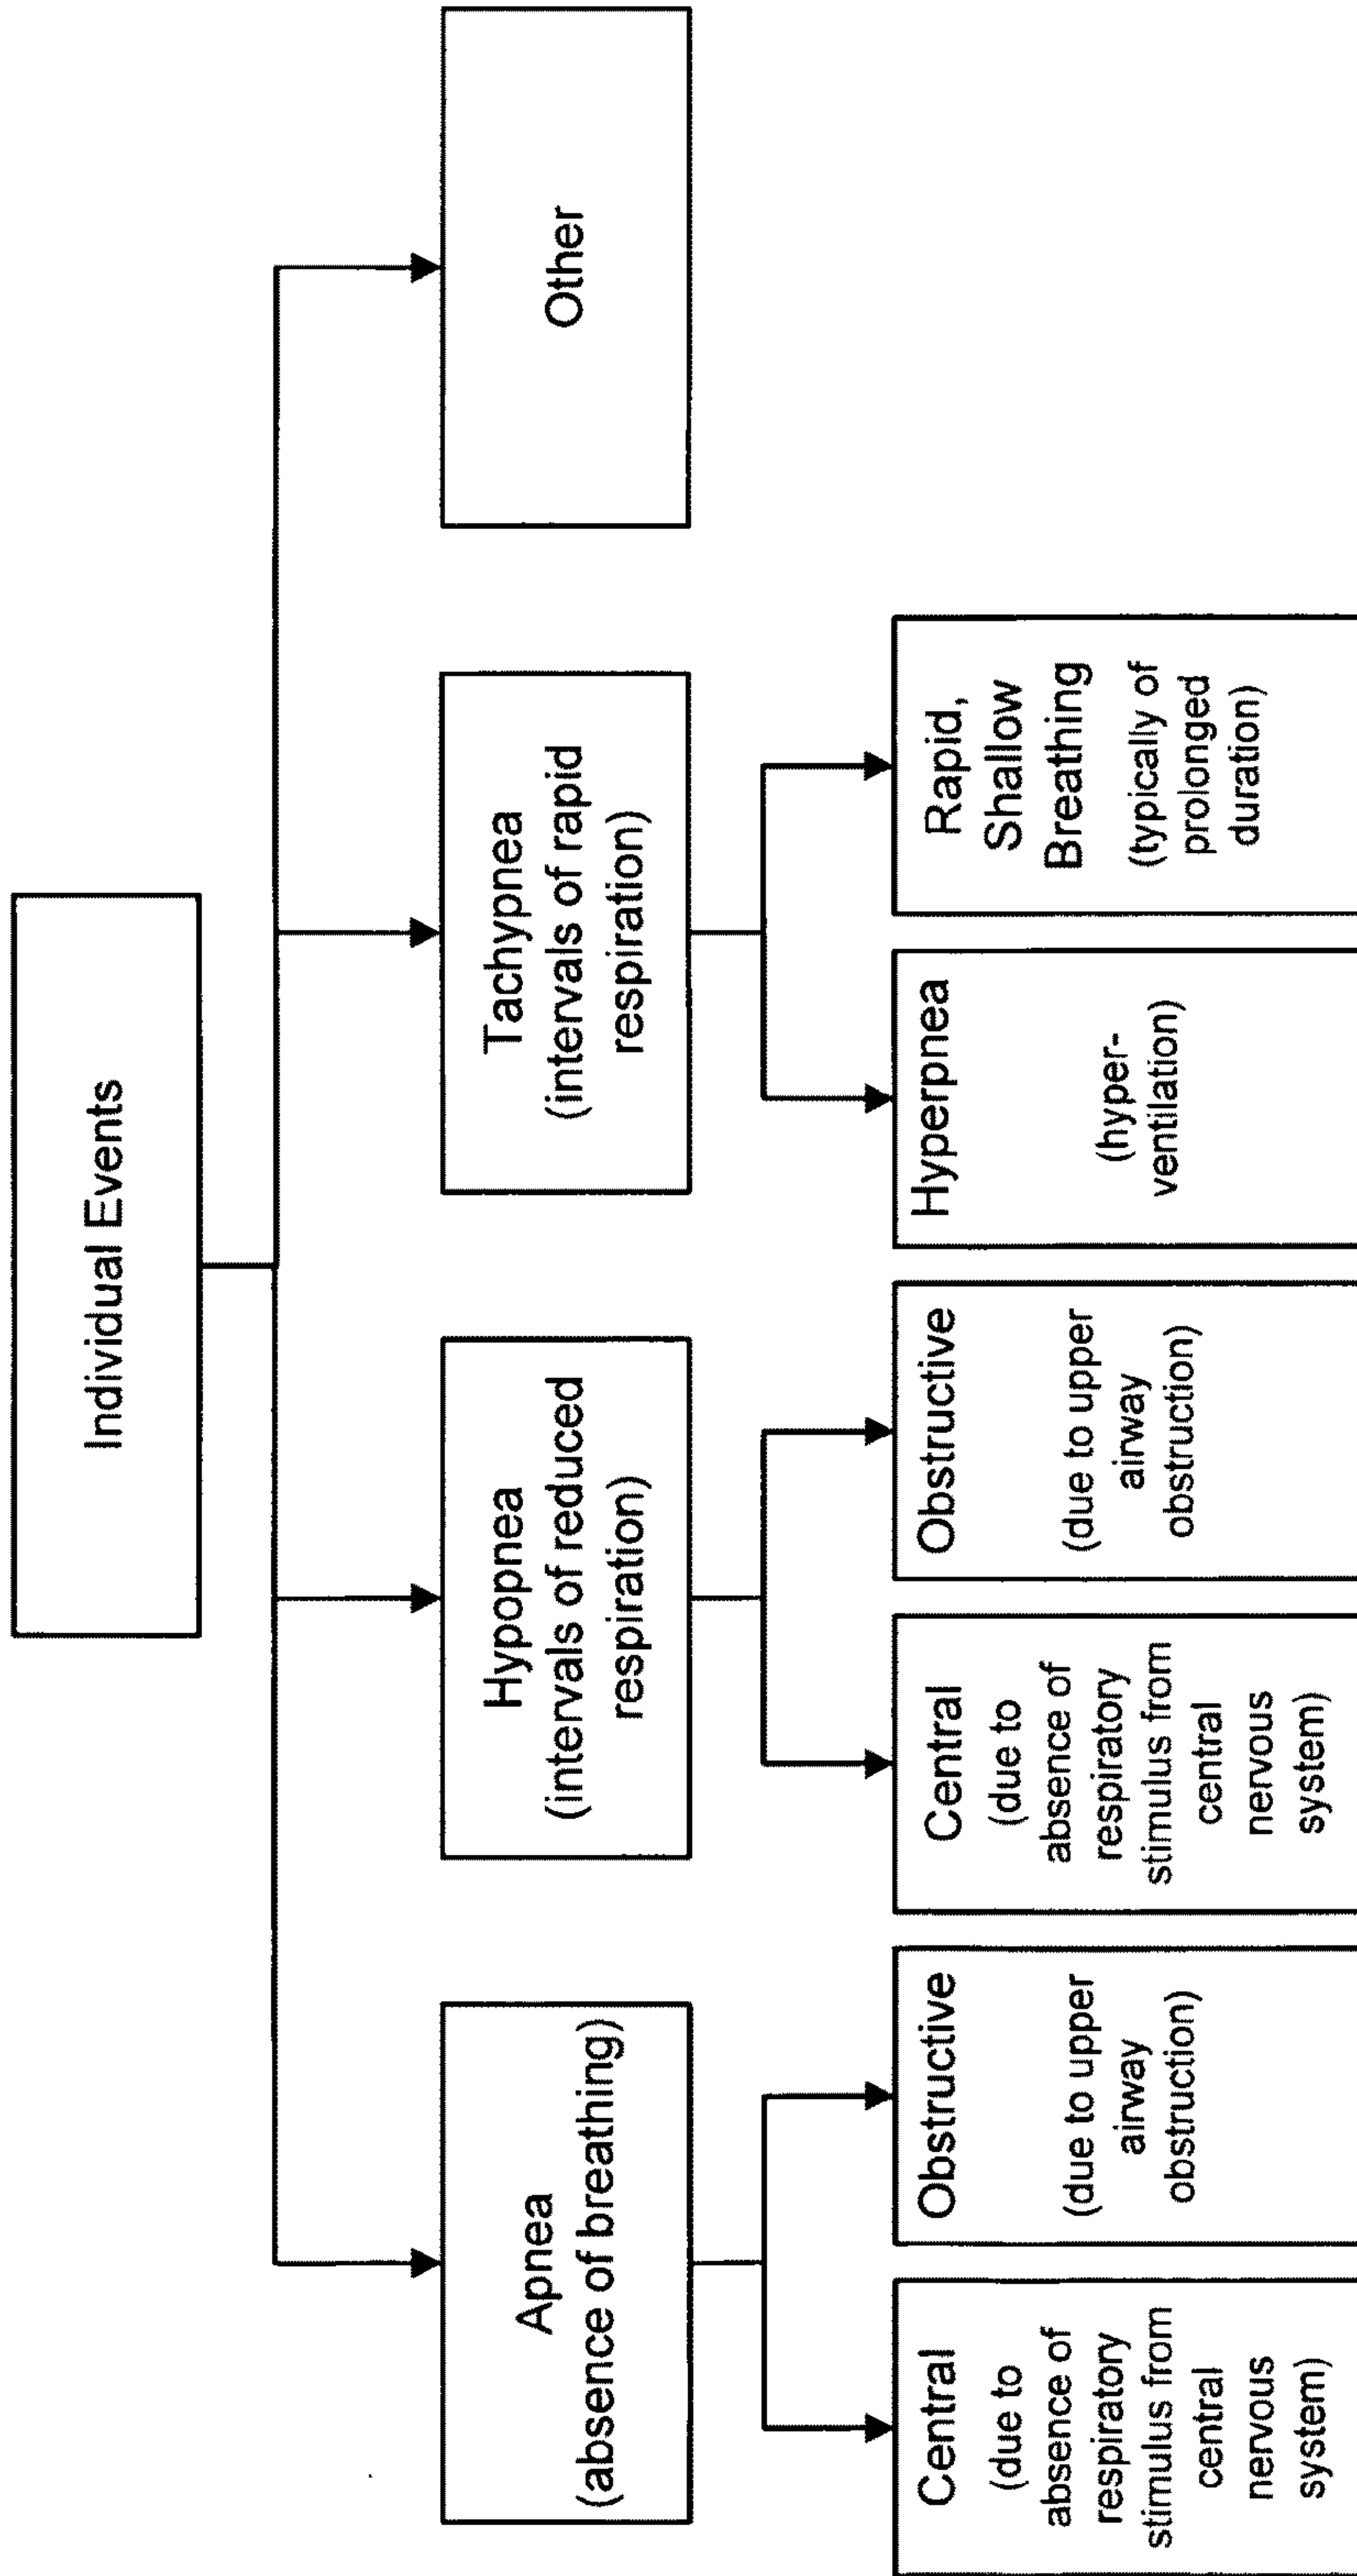 Individual Events
Apnea
(absence of breathing)
Hypopnea
(intervals of reduced
respiration)
Tachypnea
(intervals of rapid
respiration)
Other
Central
(due to
absence of
respiratory
stimulus from
central
nervous
system)
Obstructive
(due to upper
airway
obstruction)
Central
(due to
absence of
respiratory
stimulus from
central
nervous
system)
Obstructive
(due to upper
airway
obstruction)
Hyperpnea
(hyper-
ventilation)
Rapid,
Shallow
Breathing
(typically of
prolonged
duration)